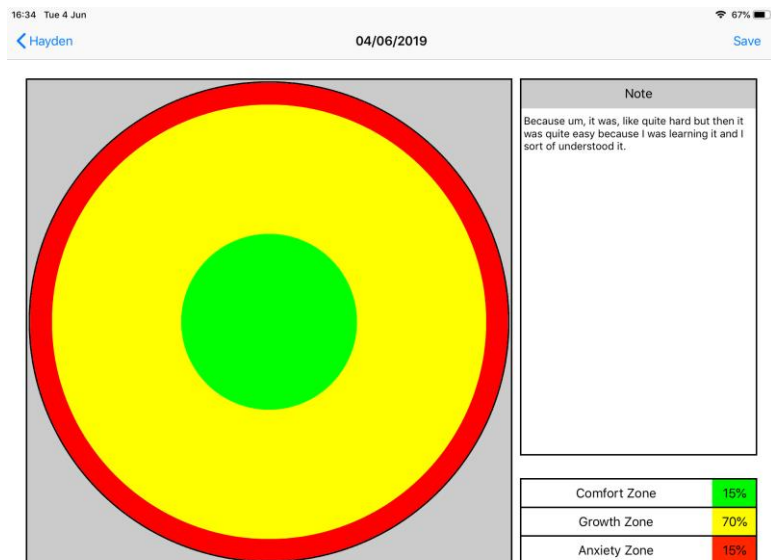 16:34 Tue 4 Jun
67%
Hayden
04/06/2019
Save
Note
Because um, it was, like quite hard but then it
was quite easy because I was learning it and I
sort of understood it.
Comfort Zone 15%
Growth Zone 70%
Anxiety Zone 15%